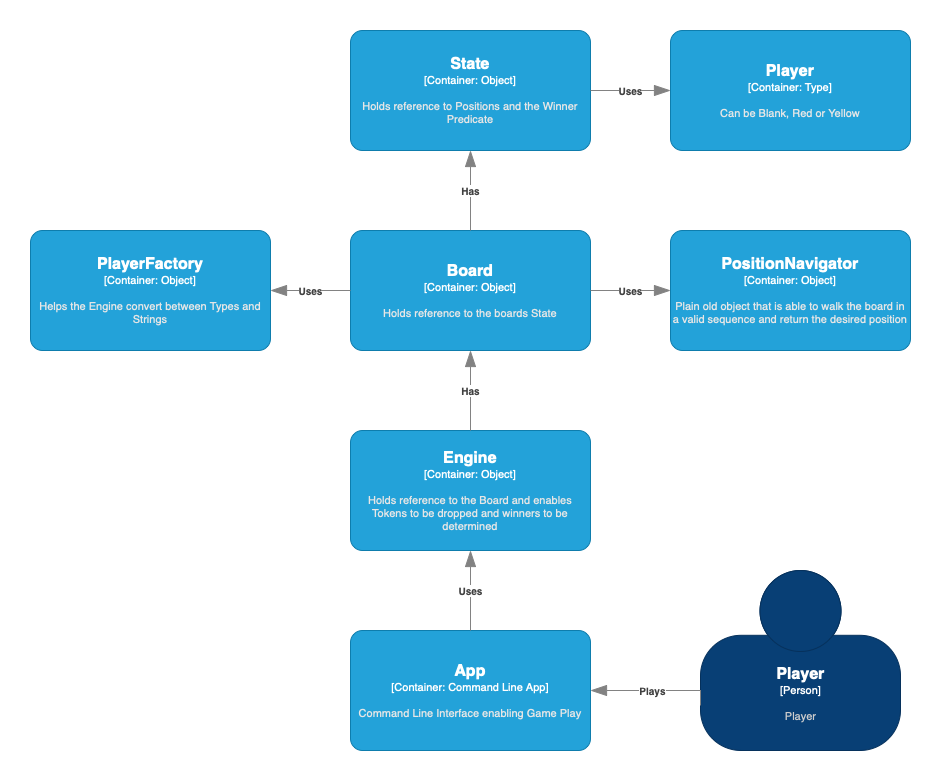 State
[Container: Object]
Holds reference to Positions and the Winner
Predicate
Uses
Player
[Container: Type]
Can be Blank, Red or Yellow
Has
PlayerFactory
[Container: Object]
Helps the Engine convert between Types and
Strings
Uses
Board
[Container: Object]
Holds reference to the boards State
Uses
PositionNavigator
[Container: Object]
Plain old object that is able to walk the board in
a valid sequence and return the desired position
Has
Engine
[Container: Object]
Holds reference to the Board and enables
Tokens to be dropped and winners to be
determined
Uses
App
[Container: Command Line App]
Command Line Interface enabling Game Play
Plays
Player
[Person]
Player